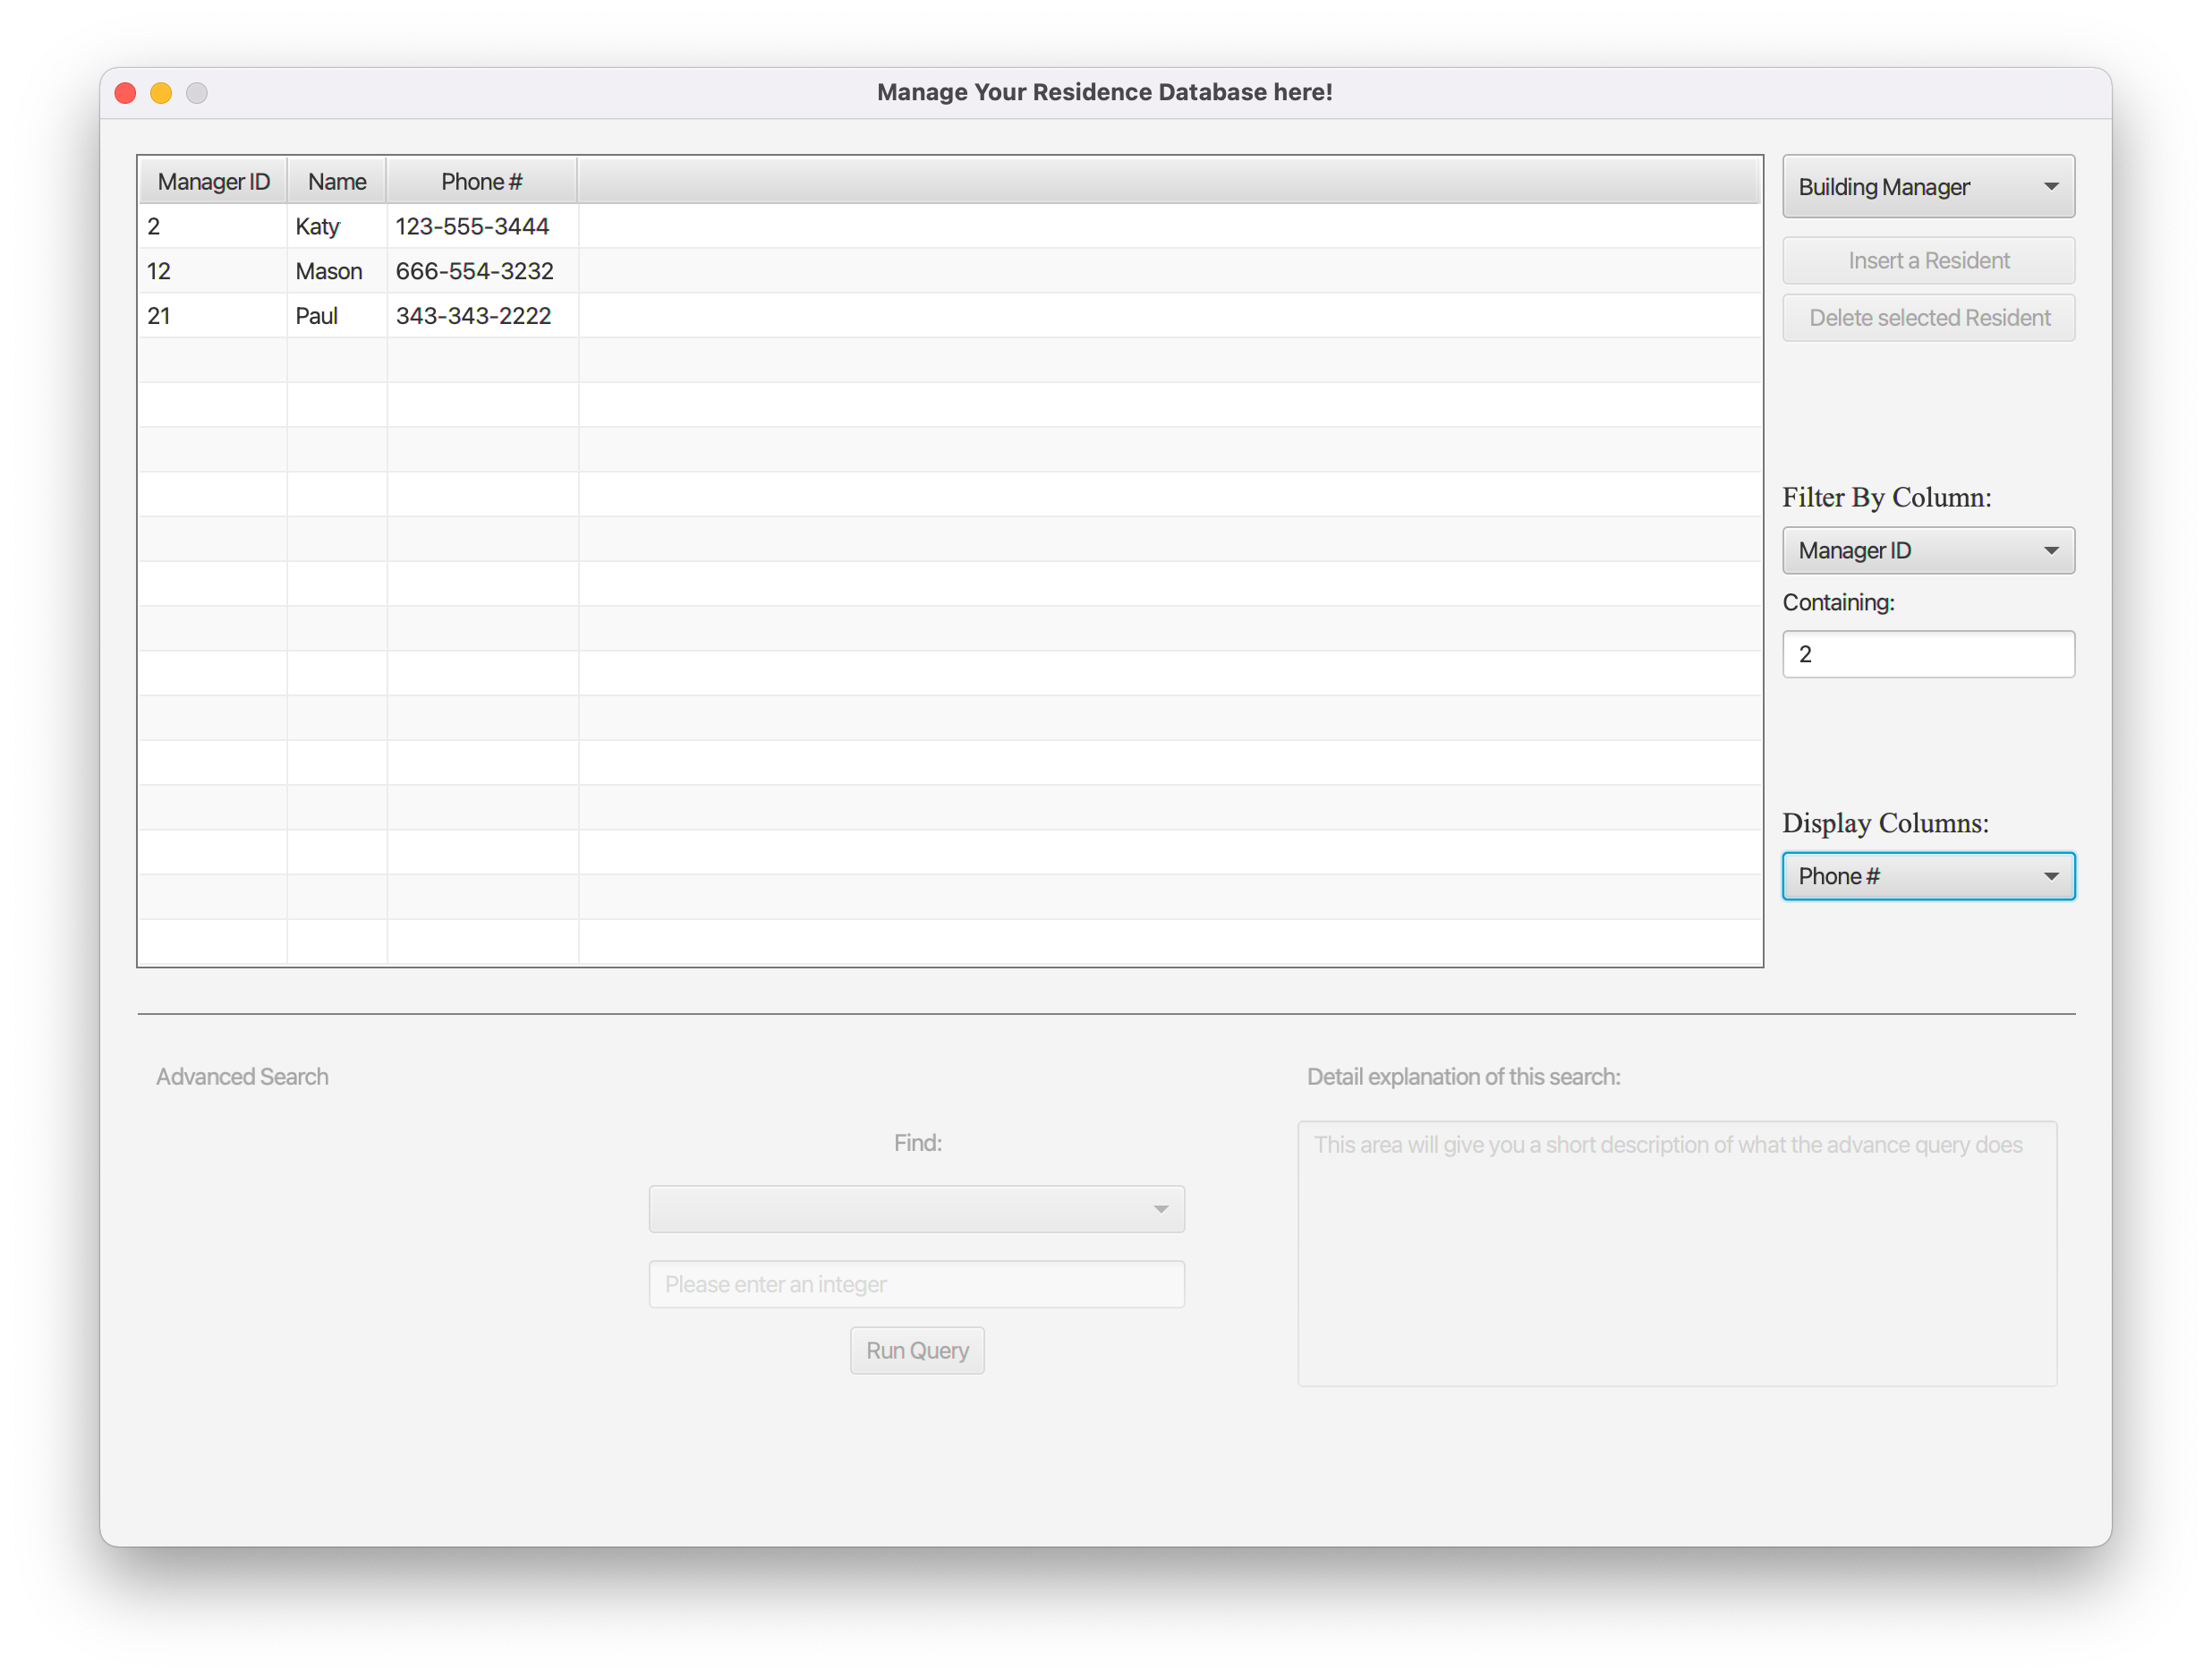 Manage Your Residence Database here!
Manager ID Name Phone #
2 Katy 123-555-3444
12 Mason 666-554-3232
21 Paul 343-343-2222
Building Manager
Insert a Resident
Delete selected Resident
Filter By Column:
Manager ID
Containing:
2
Display Columns:
Phone #
Advanced Search
Find:
Please enter an integer
Run Query
Detail explanation of this search:
This area will give you a short description of what the advance query does